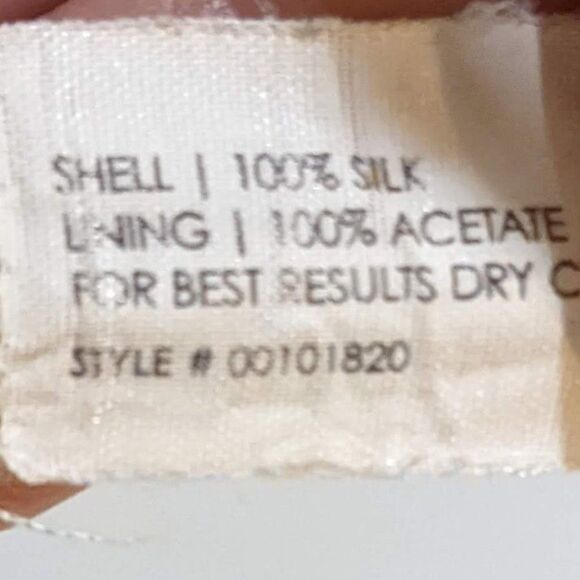 SHELL | 100% SILK
LINING | 100% ACETATE
FOR BEST RESULTS DRY C
STYLE # 00101820